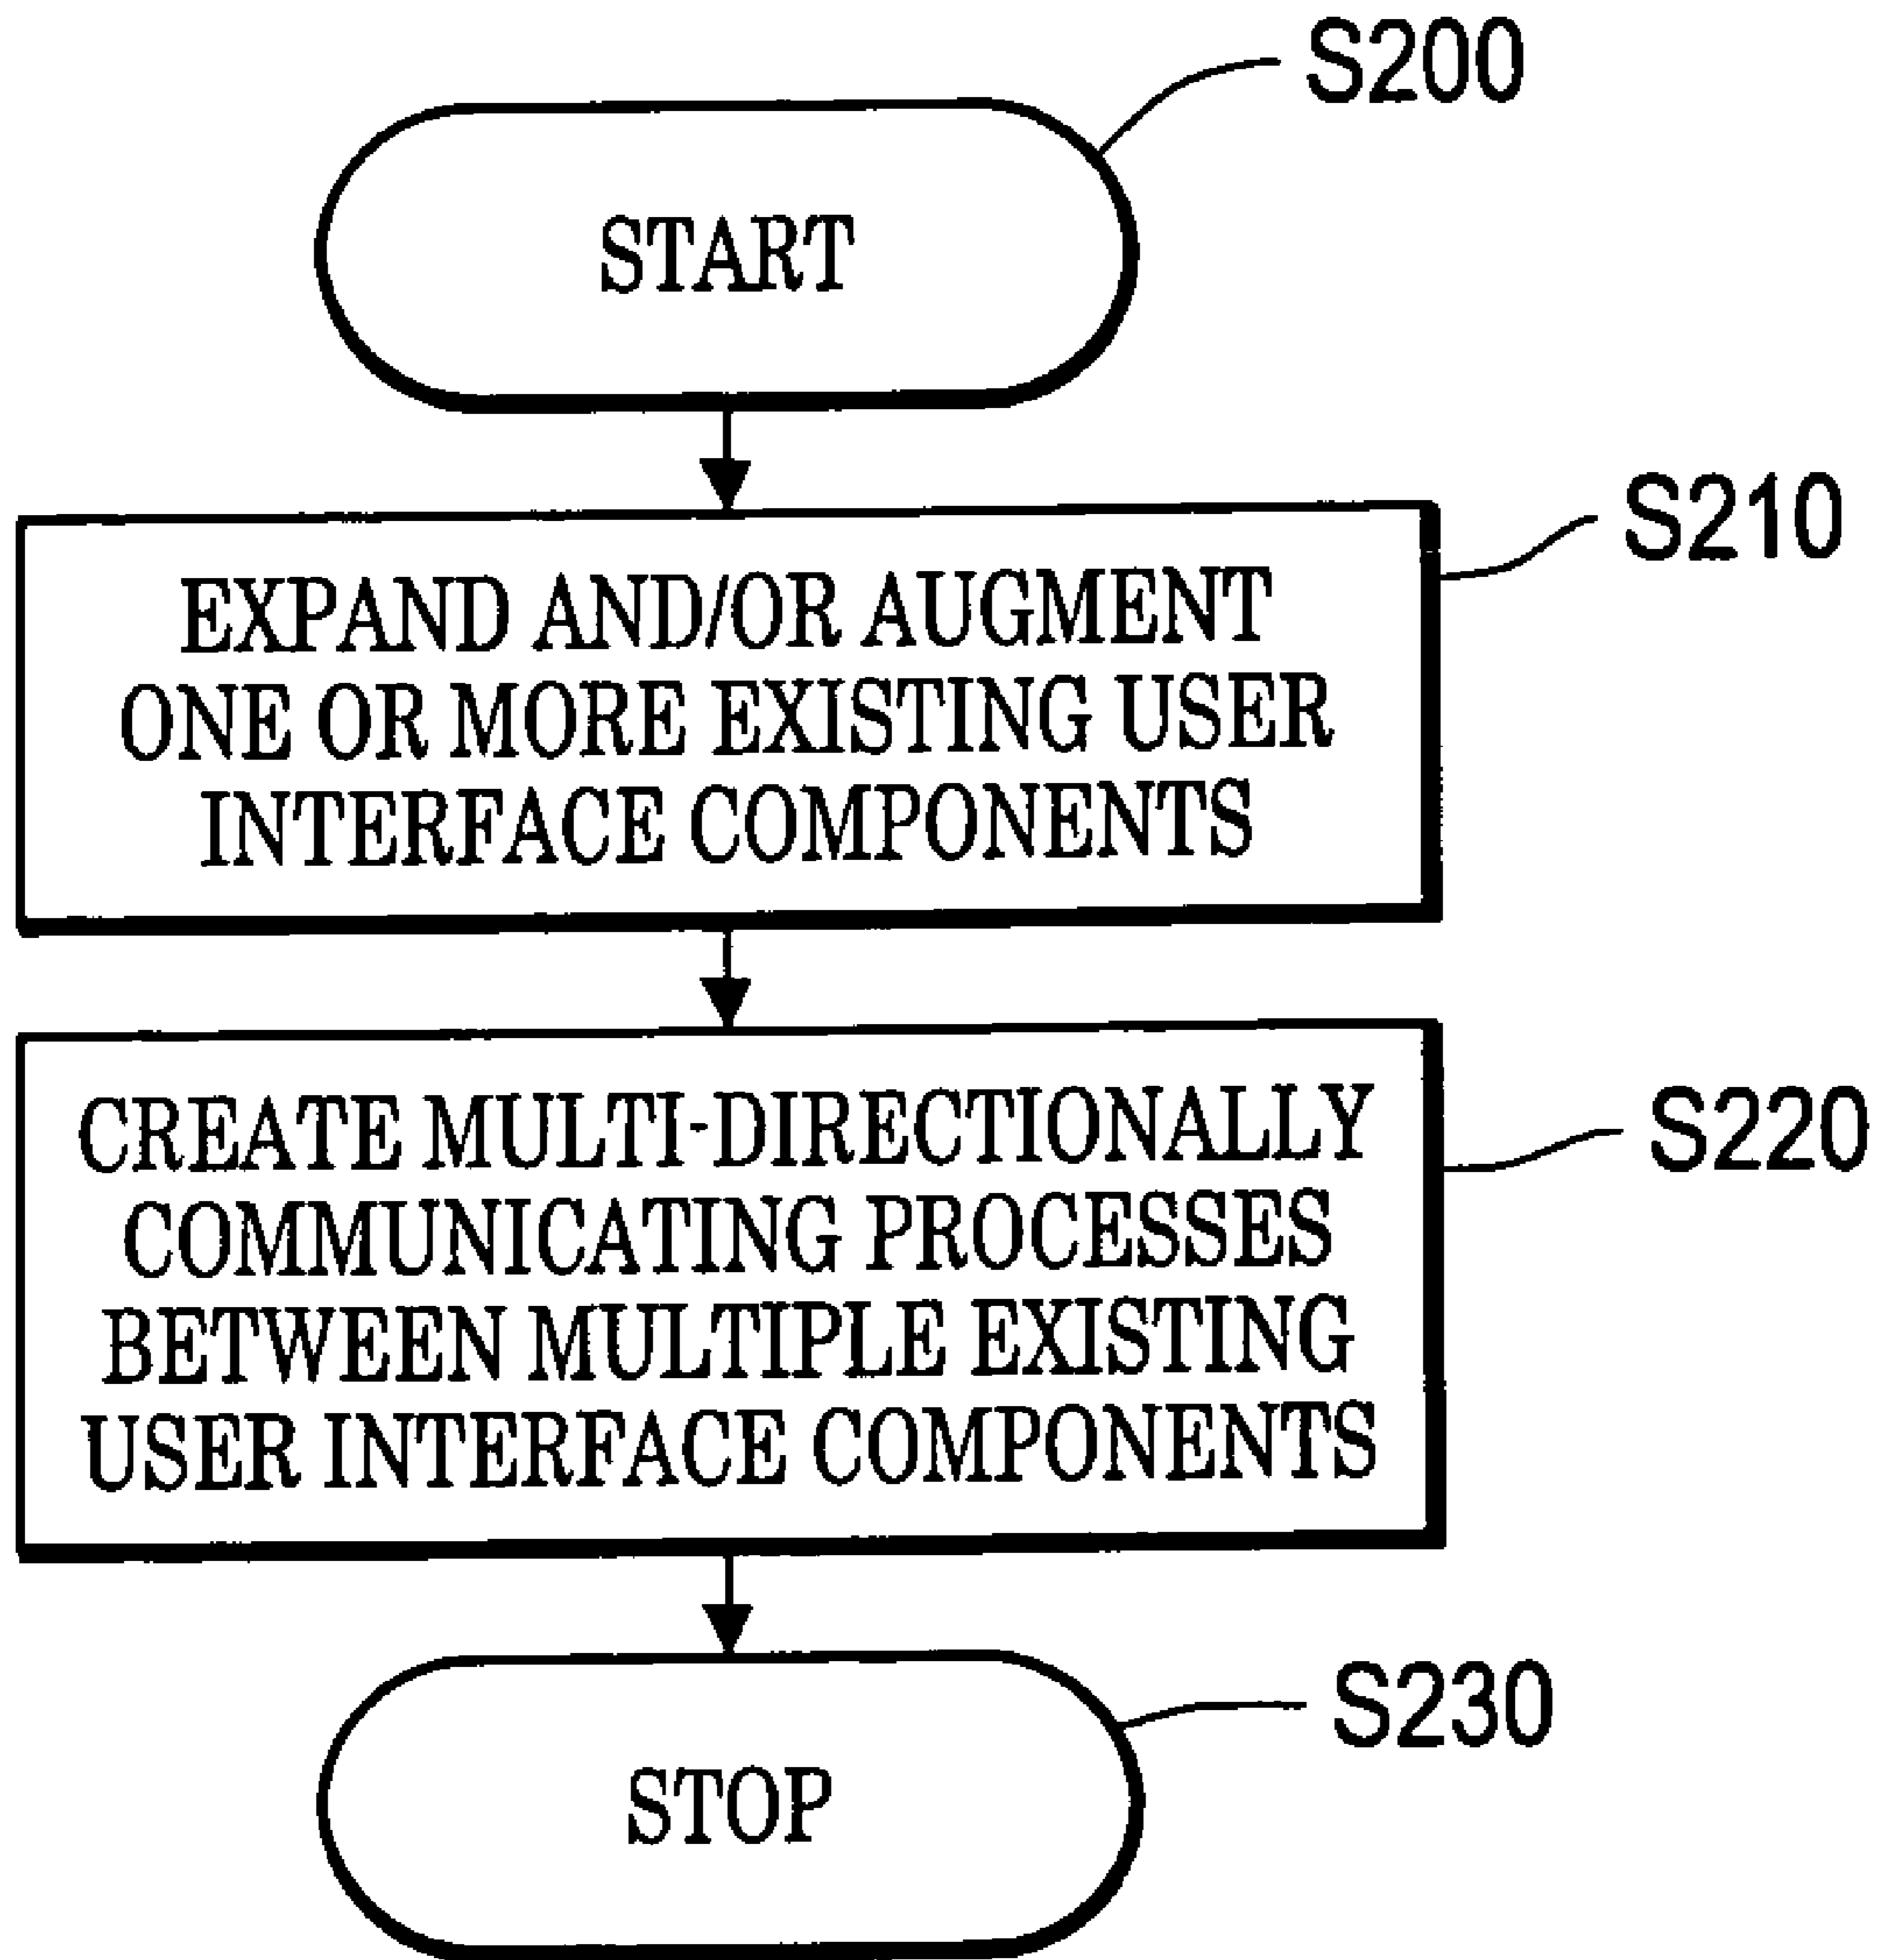 S200
START
S210
EXPAND AND/OR AUGMENT
ONE OR MORE EXISTING USER
INTERFACE COMPONENTS
S220
CREATE MULTI-DIRECTIONALLY
COMMUNICATING PROCESSES
BETWEEN MULTIPLE EXISTING
USER INTERFACE COMPONENTS
S230
STOP